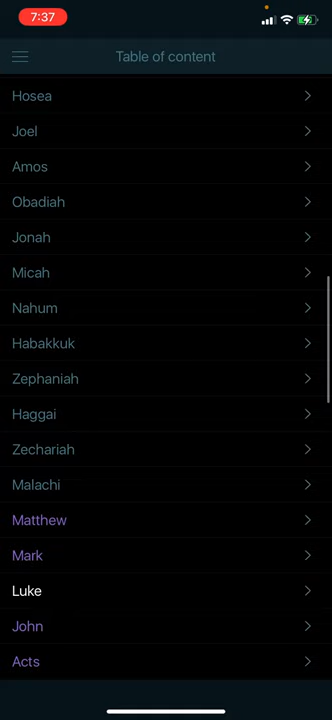 7:37
Table of content
Hosea
Joel
Amos
Obadiah
Jonah
Micah
Nahum
Habakkuk
Zephaniah
Haggai
Zechariah
Malachi
Matthew
Mark
Luke
John
Acts